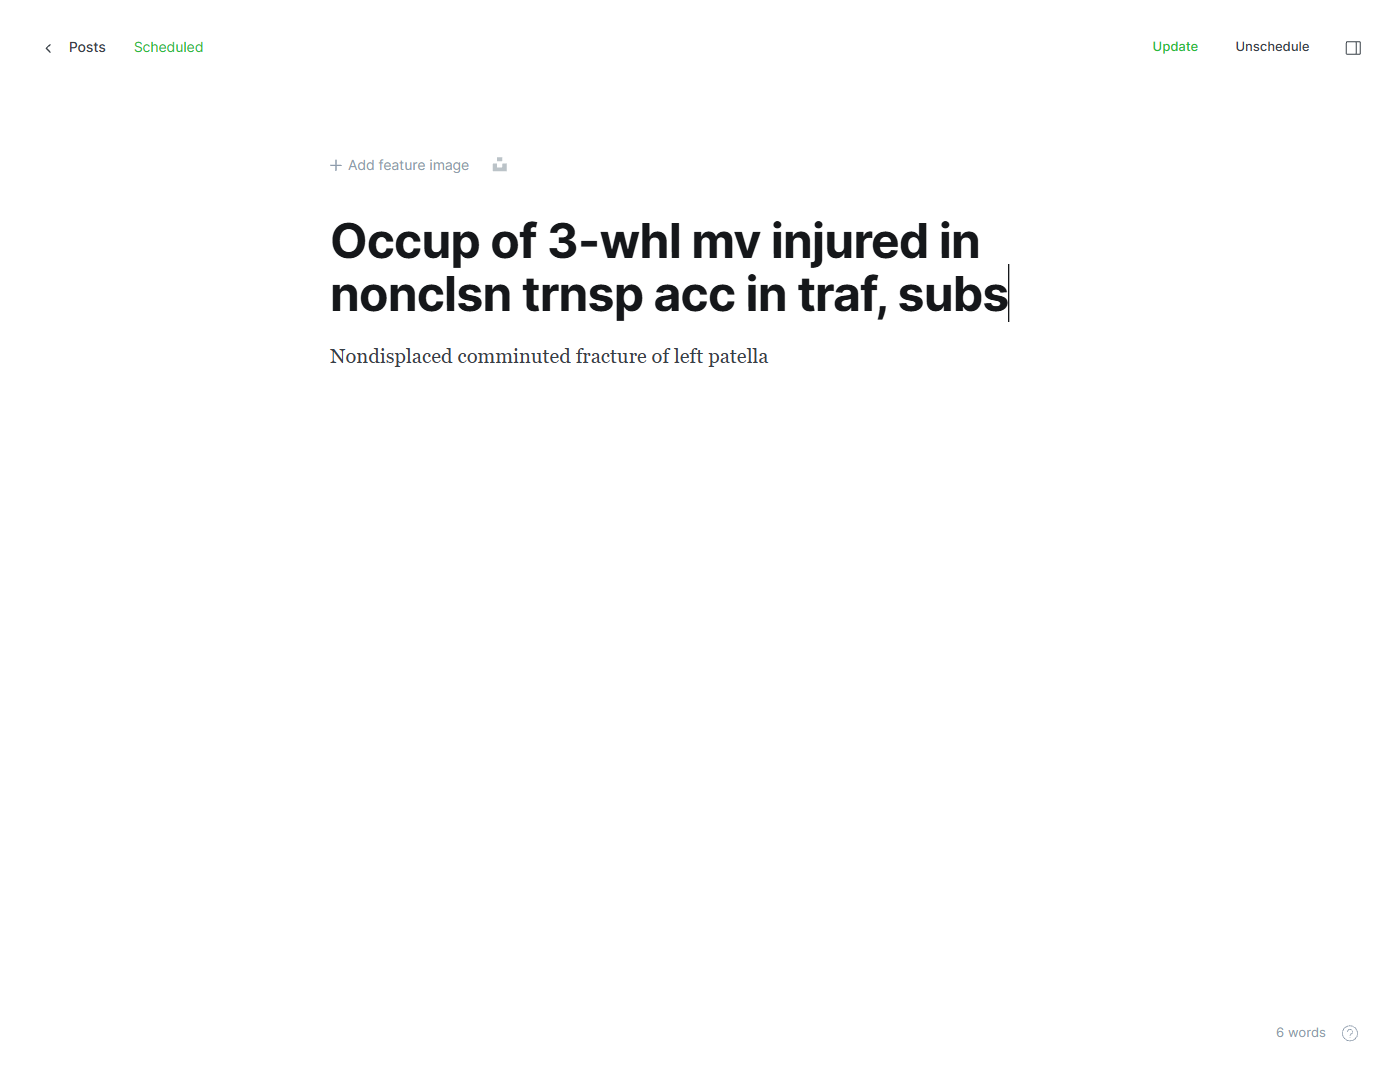 Posts Scheduled Update Unschedule
Add feature image
Occup of 3-whl mv injured in
nonclsn trnsp acc in traf, subs
Nondisplaced comminuted fracture of left patella
6 words